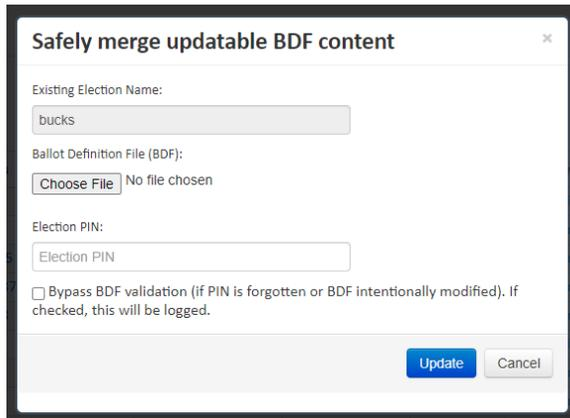 Safely merge updatable BDF content
×
Existing Election Name:
bucks
Ballot Definition File (BDF):
Choose File No file chosen
Election PIN:
Election PIN
Bypass BDF validation (if PIN is forgotten or BDF intentionally modified). If
checked, this will be logged.
Update Cancel